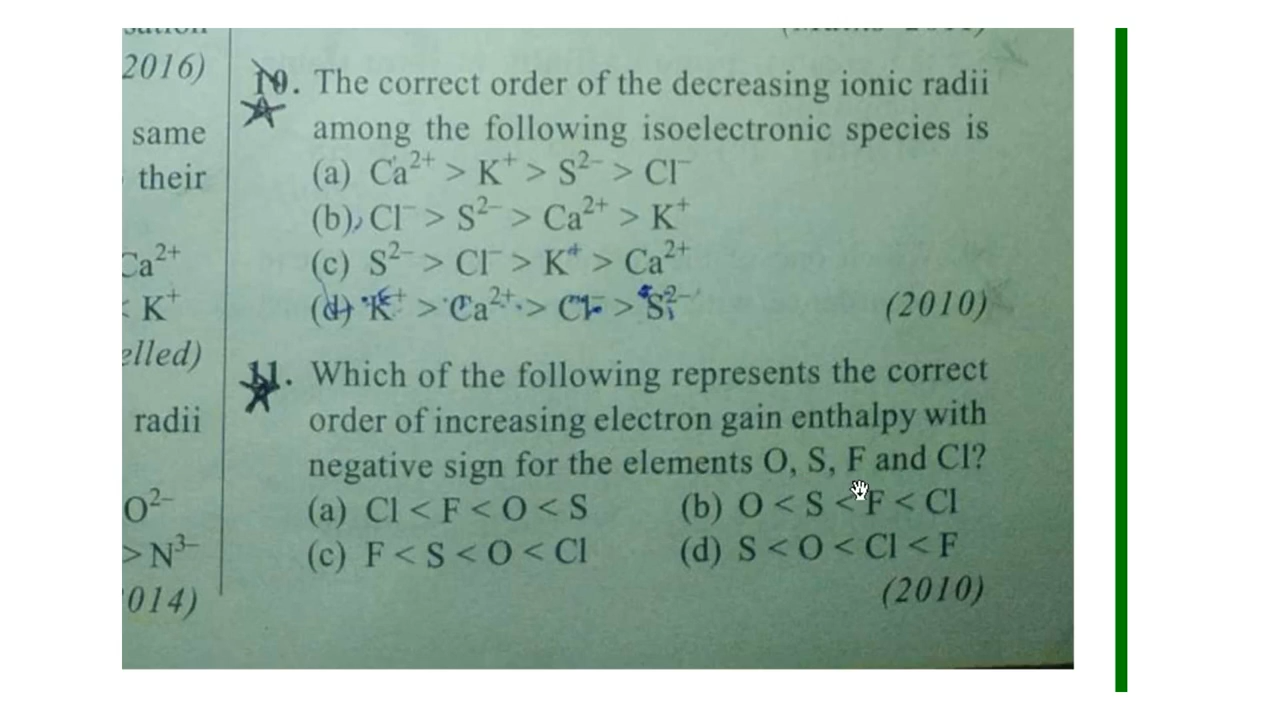 2016)
same
their
Ca²⁺
< K⁺
elled)
radii
O²⁻
> N³⁻
014)
10. The correct order of the decreasing ionic radii
among the following isoelectronic species is
(a) Ca²⁺ > K⁺ > S²⁻ > Cl⁻
(b) Cl⁻ > S²⁻ > Ca²⁺ > K⁺
(c) S²⁻ > Cl⁻ > K⁺ > Ca²⁺
(d) K⁺ > Ca²⁺ > Cl⁻ > S²⁻ (2010)
11. Which of the following represents the correct
order of increasing electron gain enthalpy with
negative sign for the elements O, S, F and Cl?
(a) Cl < F < O < S (b) O < S < F < Cl
(c) F < S < O < Cl (d) S < O < Cl < F
(2010)